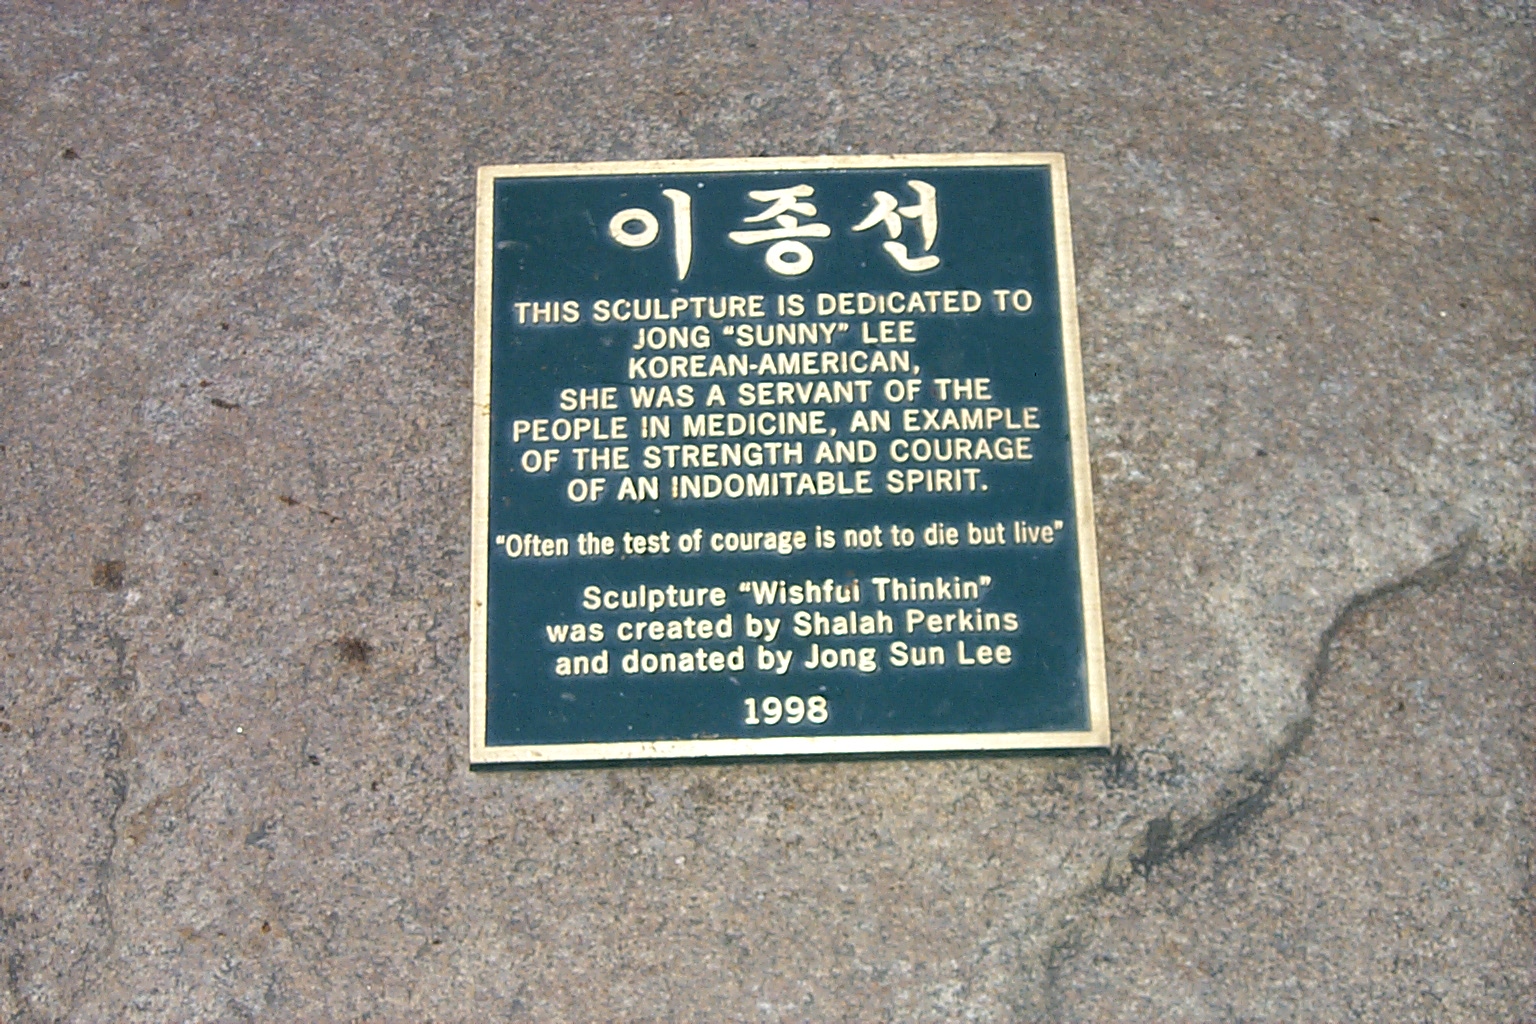 이종선
THIS SCULPTURE IS DEDICATED TO
JONG “SUNNY” LEE
KOREAN-AMERICAN,
SHE WAS A SERVANT OF THE
PEOPLE IN MEDICINE, AN EXAMPLE
OF THE STRENGTH AND COURAGE
OF AN INDOMITABLE SPIRIT.
“Often the test of courage is not to die but live”
Sculpture “Wishful Thinkin”
was created by Shalah Perkins
and donated by Jong Sun Lee
1998